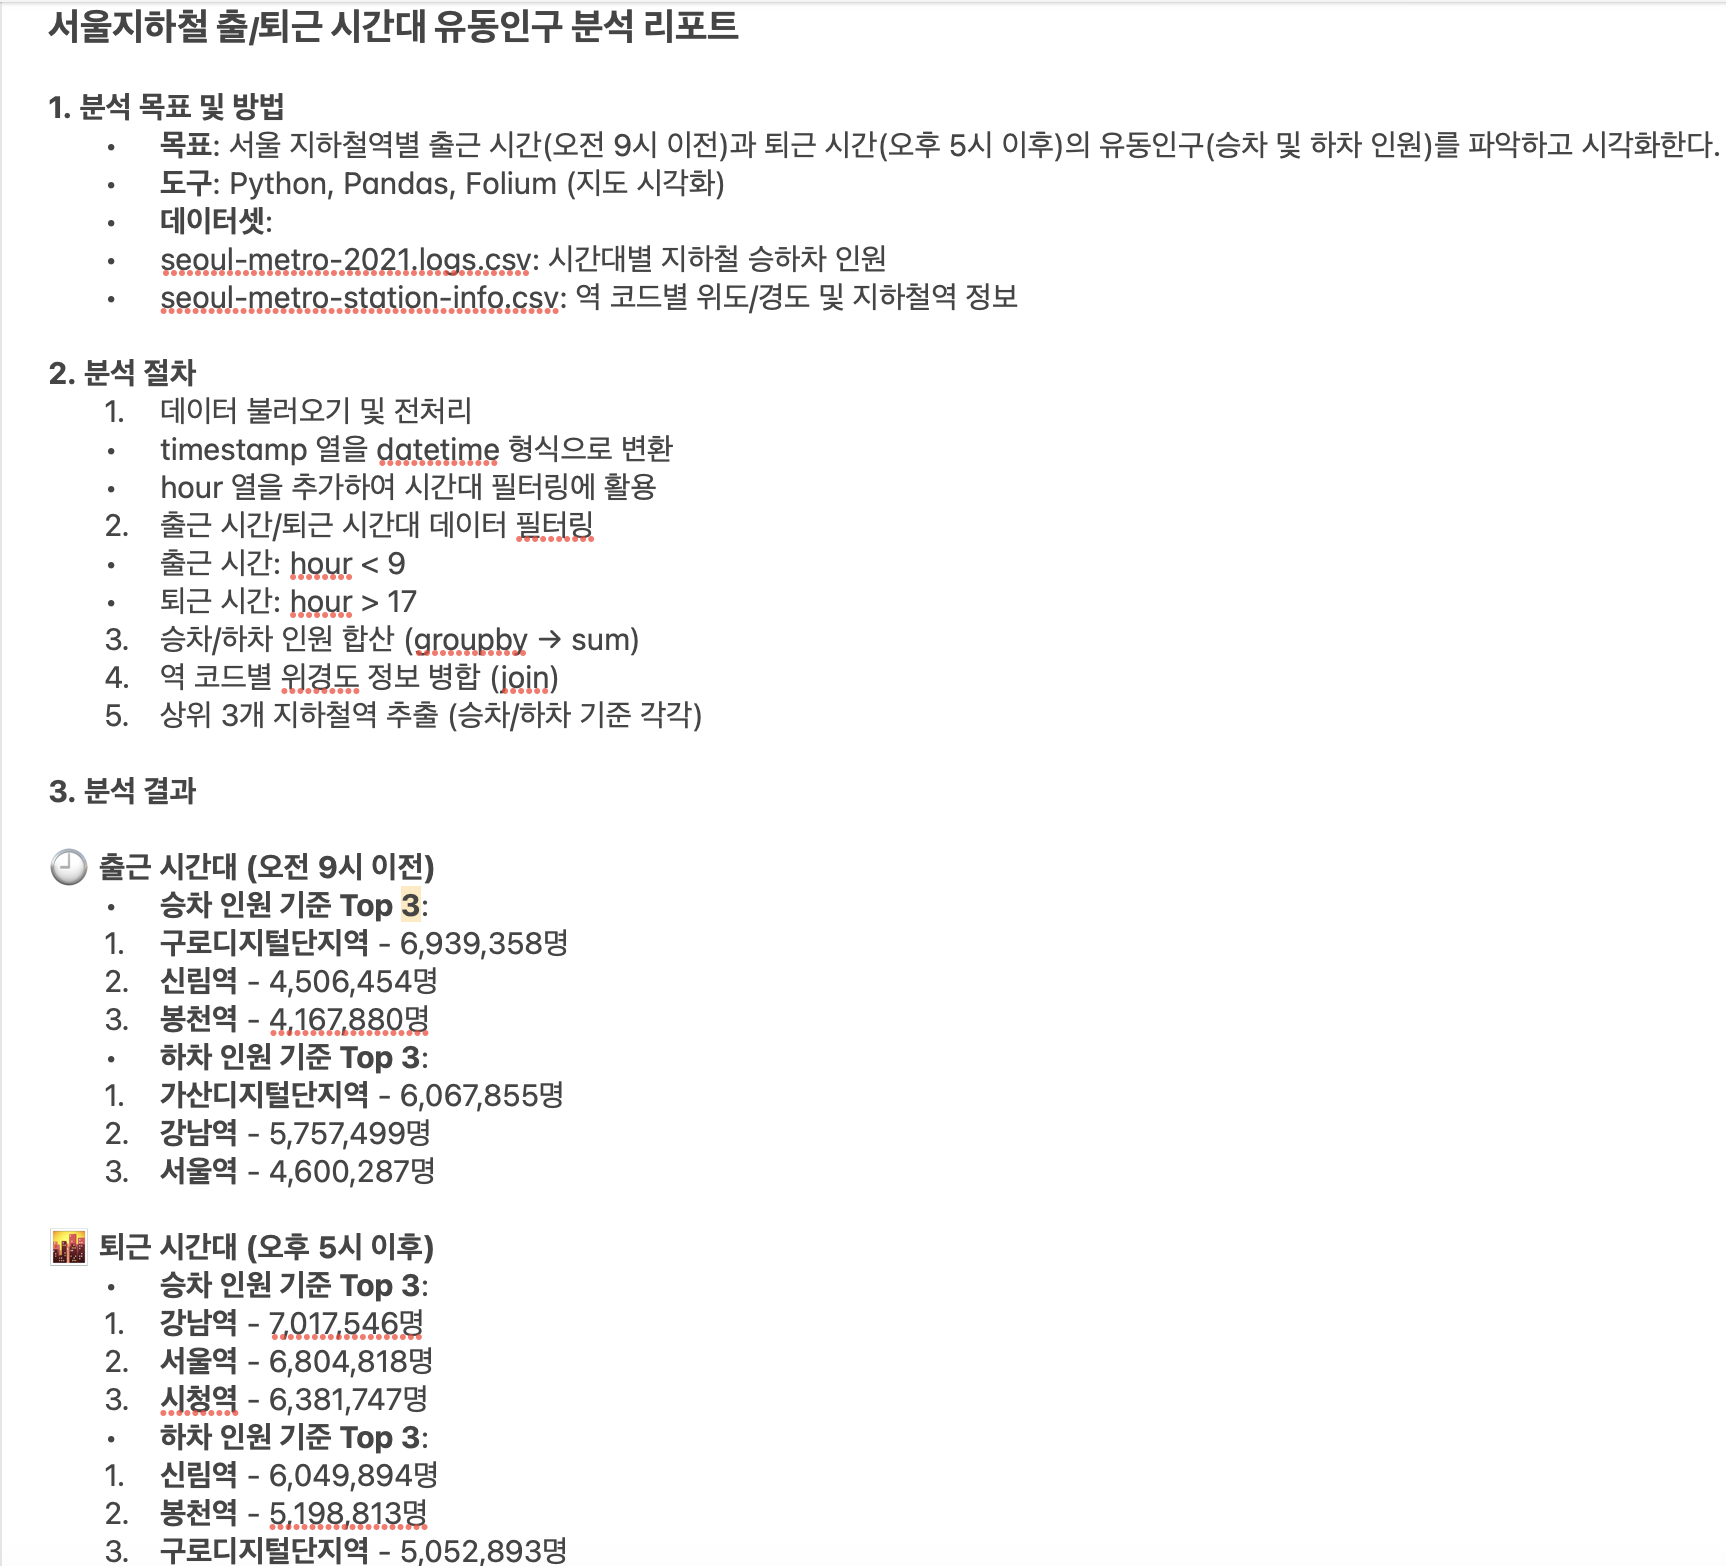 서울지하철 출/퇴근 시간대 유동인구 분석 리포트
1. 분석 목표 및 방법
• 목표: 서울 지하철역별 출근 시간(오전 9시 이전)과 퇴근 시간(오후 5시 이후)의 유동인구(승차 및 하차 인원)를 파악하고 시각화한다.
• 도구: Python, Pandas, Folium (지도 시각화)
• 데이터셋:
• seoul-metro-2021.logs.csv: 시간대별 지하철 승하차 인원
• seoul-metro-station-info.csv: 역 코드별 위도/경도 및 지하철역 정보
2. 분석 절차
1. 데이터 불러오기 및 전처리
• timestamp 열을 datetime 형식으로 변환
• hour 열을 추가하여 시간대 필터링에 활용
2. 출근 시간/퇴근 시간대 데이터 필터링
• 출근 시간: hour < 9
• 퇴근 시간: hour > 17
3. 승차/하차 인원 합산 (groupby → sum)
4. 역 코드별 위경도 정보 병합 (join)
5. 상위 3개 지하철역 추출 (승차/하차 기준 각각)
3. 분석 결과
🕘 출근 시간대 (오전 9시 이전)
• 승차 인원 기준 Top 3:
1. 구로디지털단지역 - 6,939,358명
2. 신림역 - 4,506,454명
3. 봉천역 - 4,167,880명
• 하차 인원 기준 Top 3:
1. 가산디지털단지역 - 6,067,855명
2. 강남역 - 5,757,499명
3. 서울역 - 4,600,287명
🌇 퇴근 시간대 (오후 5시 이후)
• 승차 인원 기준 Top 3:
1. 강남역 - 7,017,546명
2. 서울역 - 6,804,818명
3. 시청역 - 6,381,747명
• 하차 인원 기준 Top 3:
1. 신림역 - 6,049,894명
2. 봉천역 - 5,198,813명
3. 구로디지털단지역 - 5,052,893명